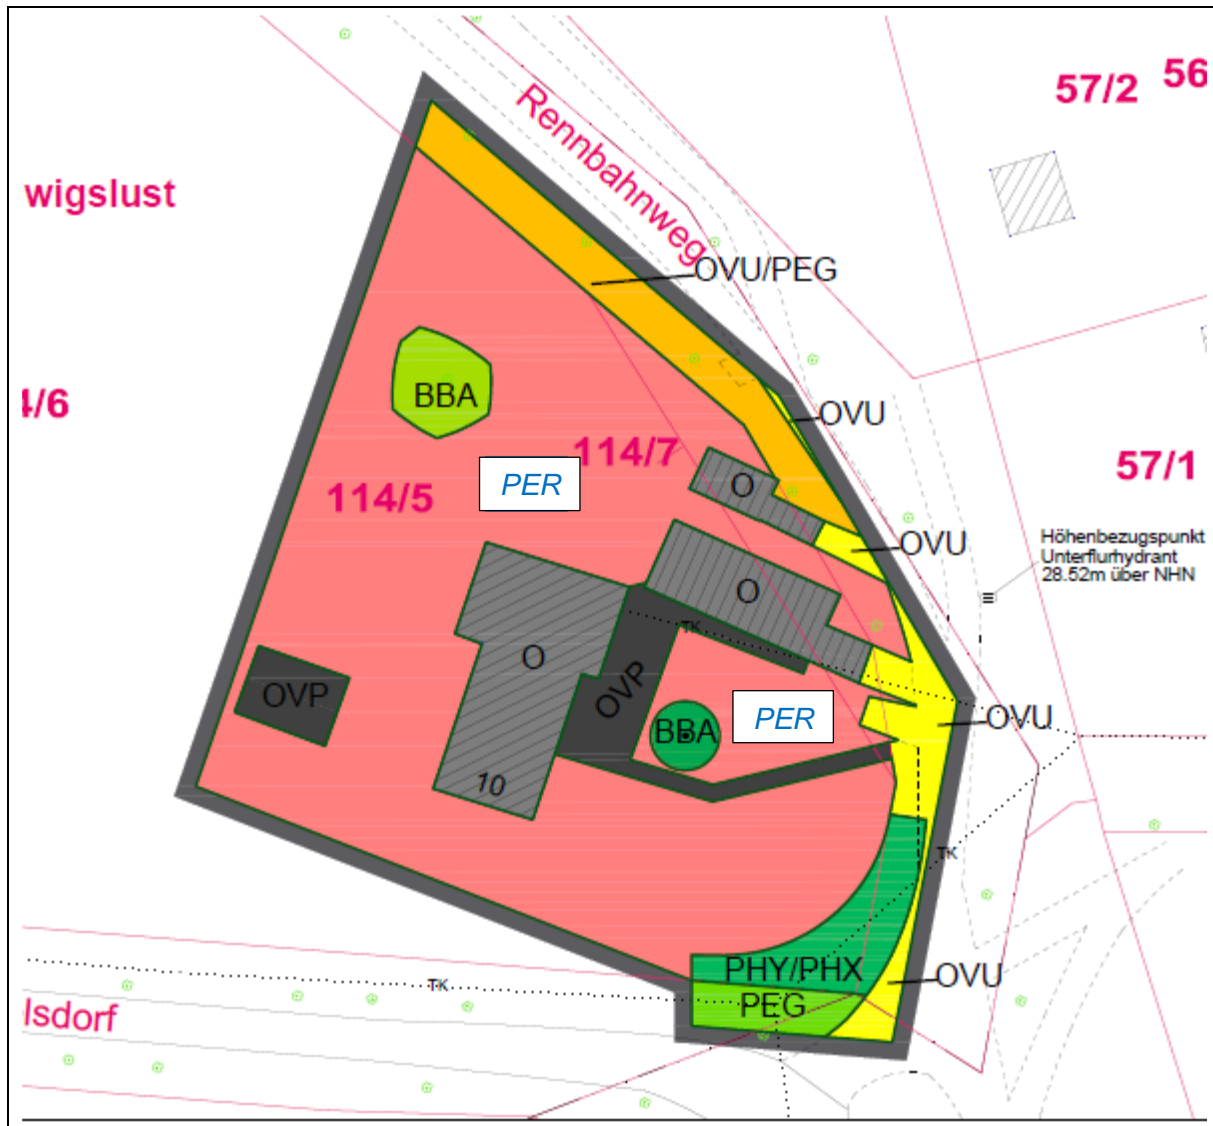 57/2
56
Rennbahnweg
wigslust
OVU/PEG
BBA
4/6
OVU
114/7
57/1
PER
114/5
O
OVU
Höhenbezugspunkt
Unterflurhydrant
28.52m über NHN
O
TK
O
OVP
OVP
PER
BBA
OVU
10
TK
PHY/PHX
OVU
TK
PEG
lsdorf